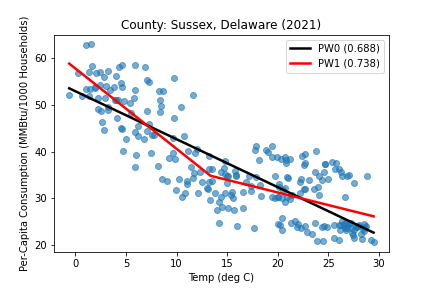 County: Sussex, Delaware (2021)
PW0 (0.688)
PW1 (0.738)
Per-Capita Consumption (MMBtu/1000 Households)
60
50
40
30
20
0 5 10 15 20 25 30
Temp (deg C)